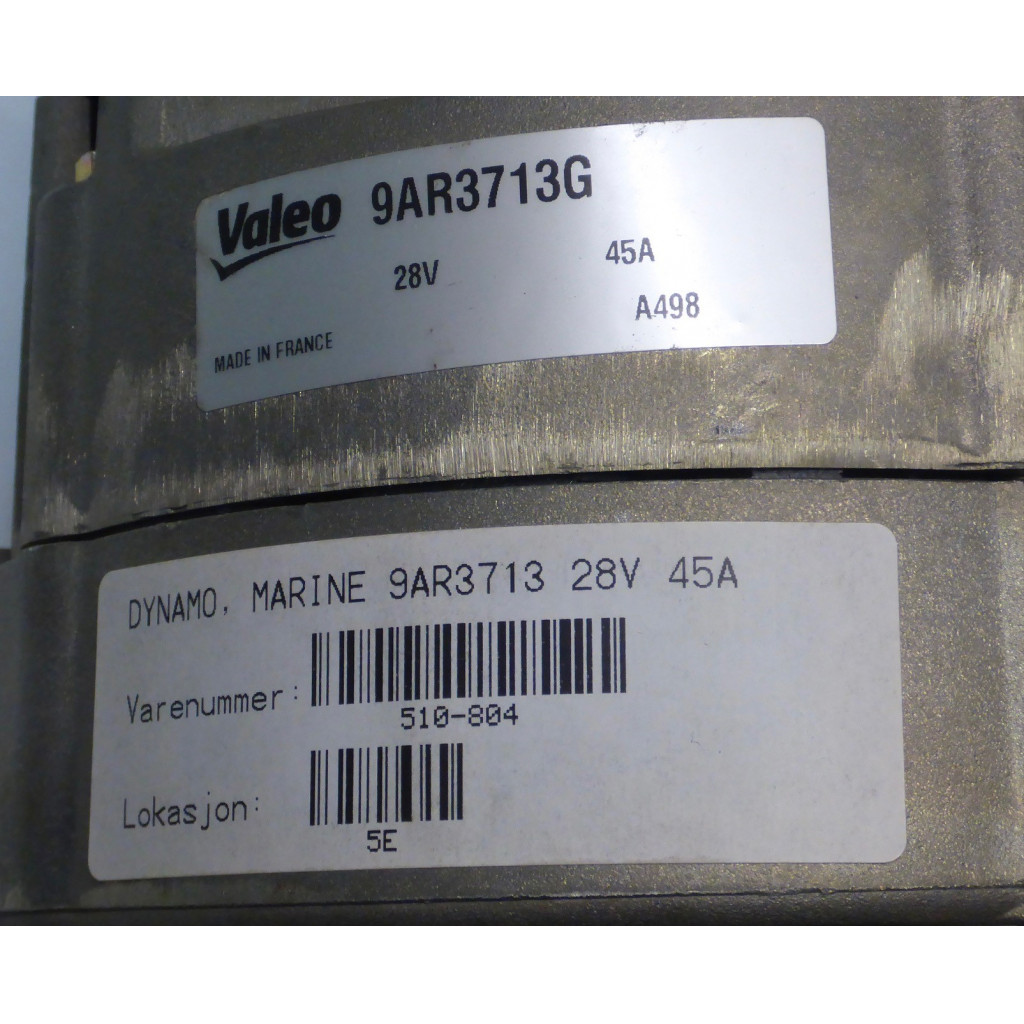 Valeo 9AR3713G
28V 45A
A498
MADE IN FRANCE
DYNAMO, MARINE 9AR3713 28V 45A
Varenummer:
510-804
Lokasjon:
5E